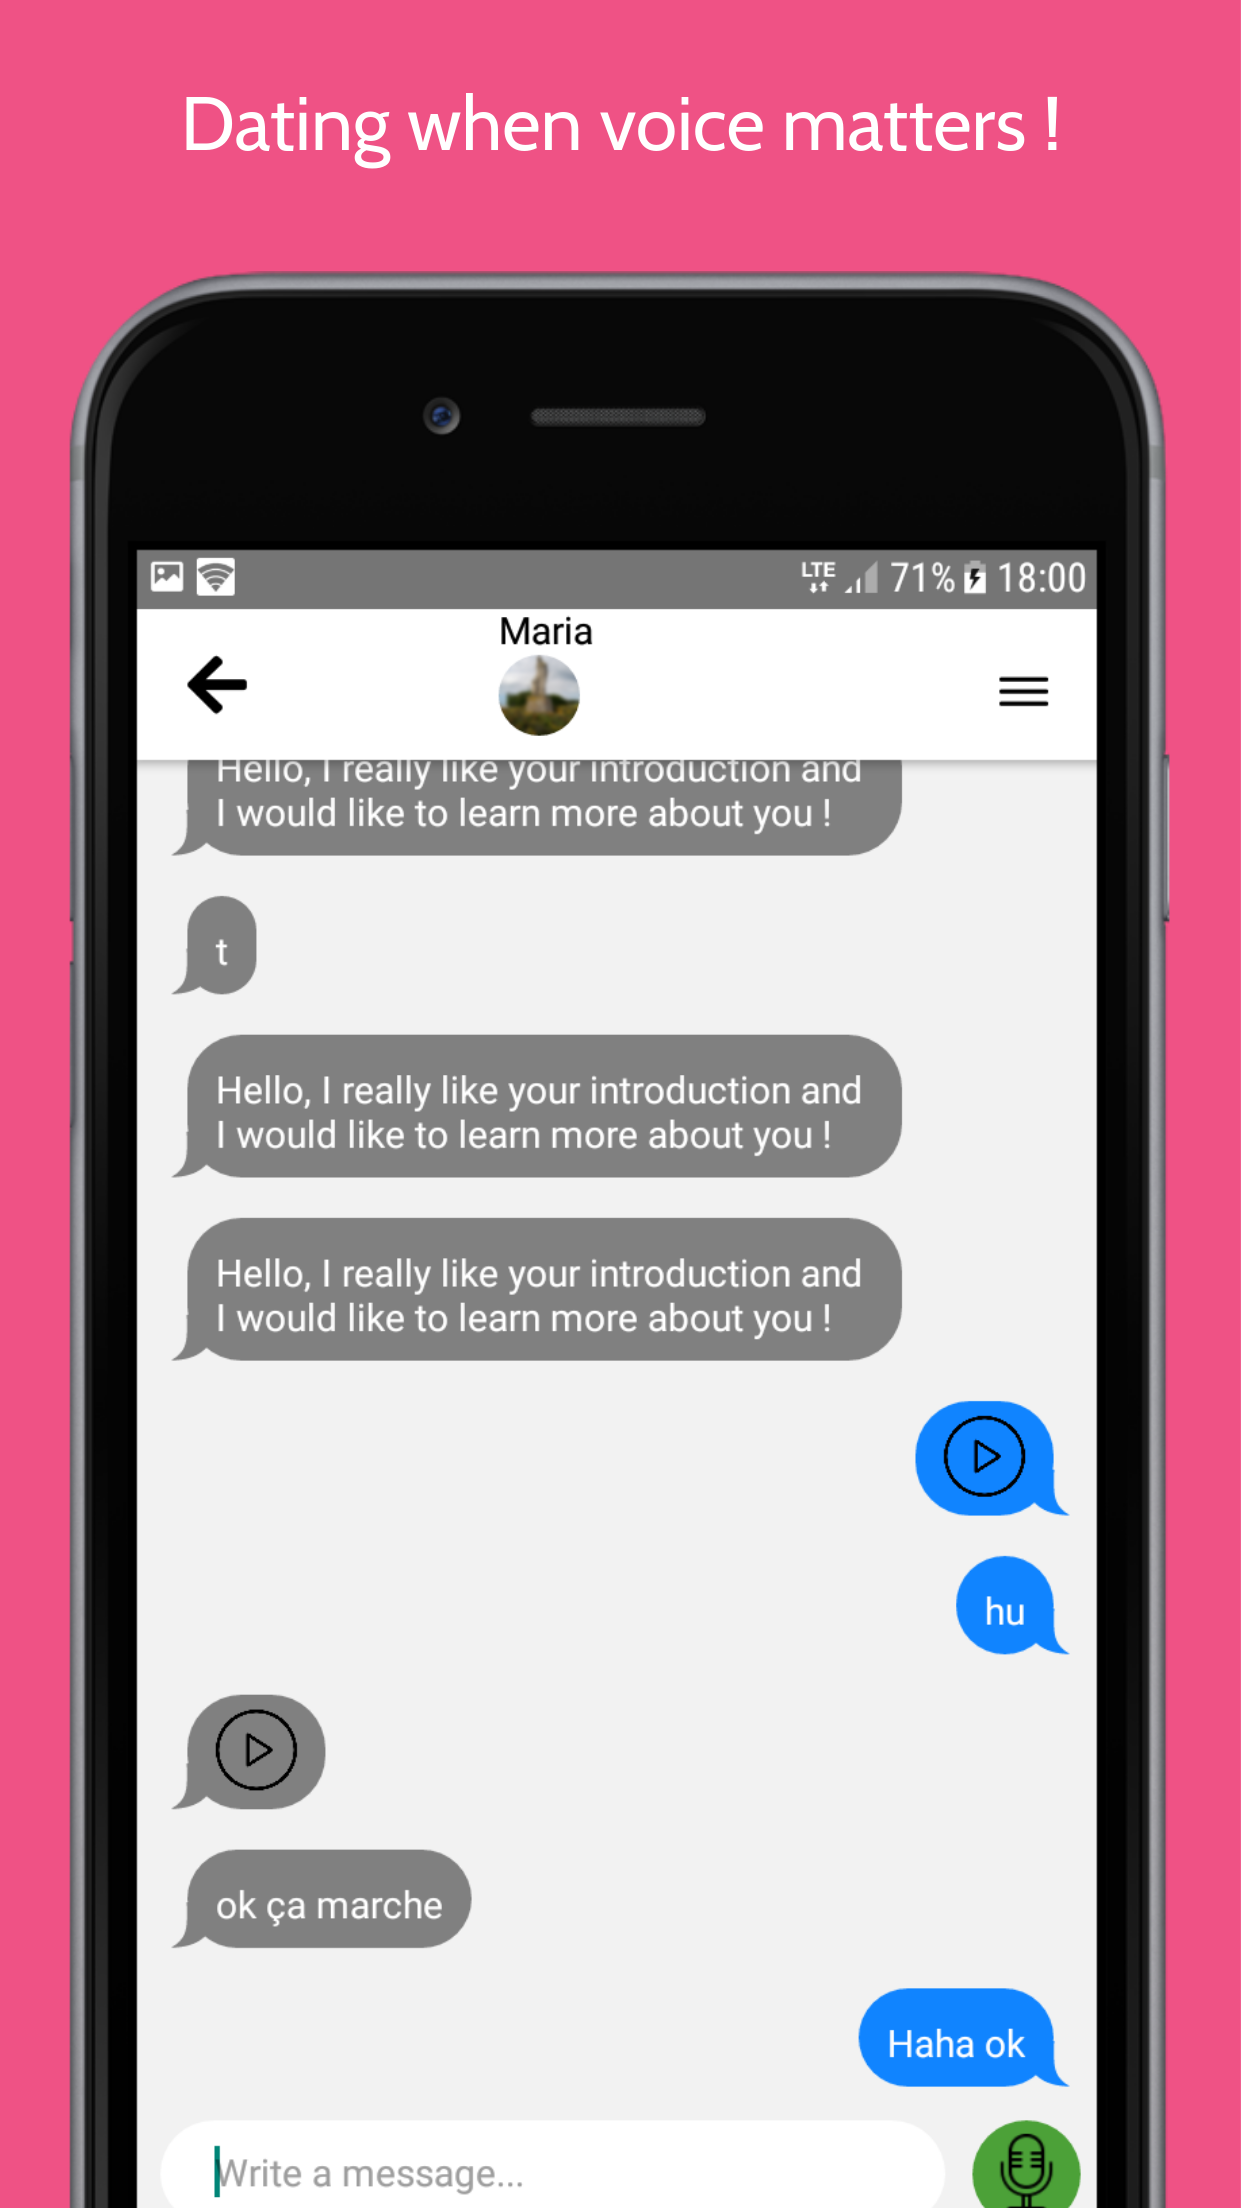 Dating when voice matters !
LTE 71% 18:00
Maria
Hello, I really like your introduction and
I would like to learn more about you !
t
Hello, I really like your introduction and
I would like to learn more about you !
Hello, I really like your introduction and
I would like to learn more about you !
hu
ok ça marche
Haha ok
Write a message...